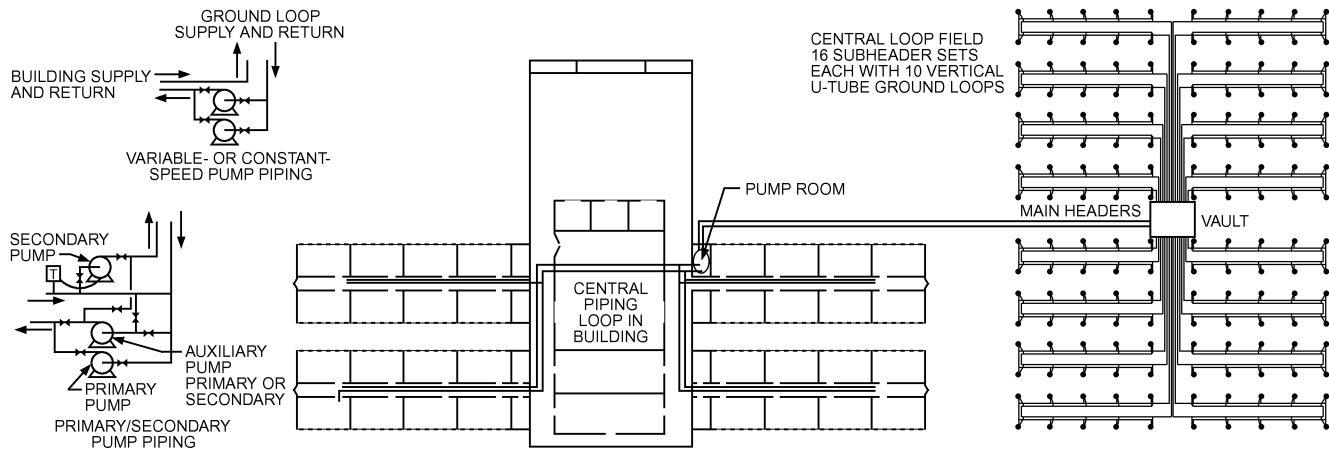 GROUND LOOP
SUPPLY AND RETURN
BUILDING SUPPLY
AND RETURN
VARIABLE- OR CONSTANT-
SPEED PUMP PIPING
SECONDARY
PUMP
T
AUXILIARY
PUMP
PRIMARY OR
SECONDARY
PRIMARY
PUMP
PRIMARY/SECONDARY
PUMP PIPING
CENTRAL
PIPING
LOOP IN
BUILDING
PUMP ROOM
CENTRAL LOOP FIELD
16 SUBHEADER SETS
EACH WITH 10 VERTICAL
U-TUBE GROUND LOOPS
MAIN HEADERS
VAULT